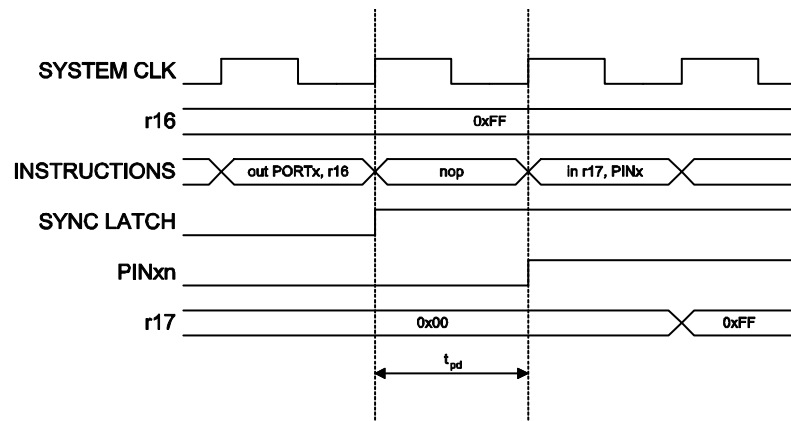 SYSTEM CLK
r16
0xFF
INSTRUCTIONS
out PORTx, r16
nop
in r17, PINx
SYNC LATCH
PINxn
r17
0x00
0xFF
tpd